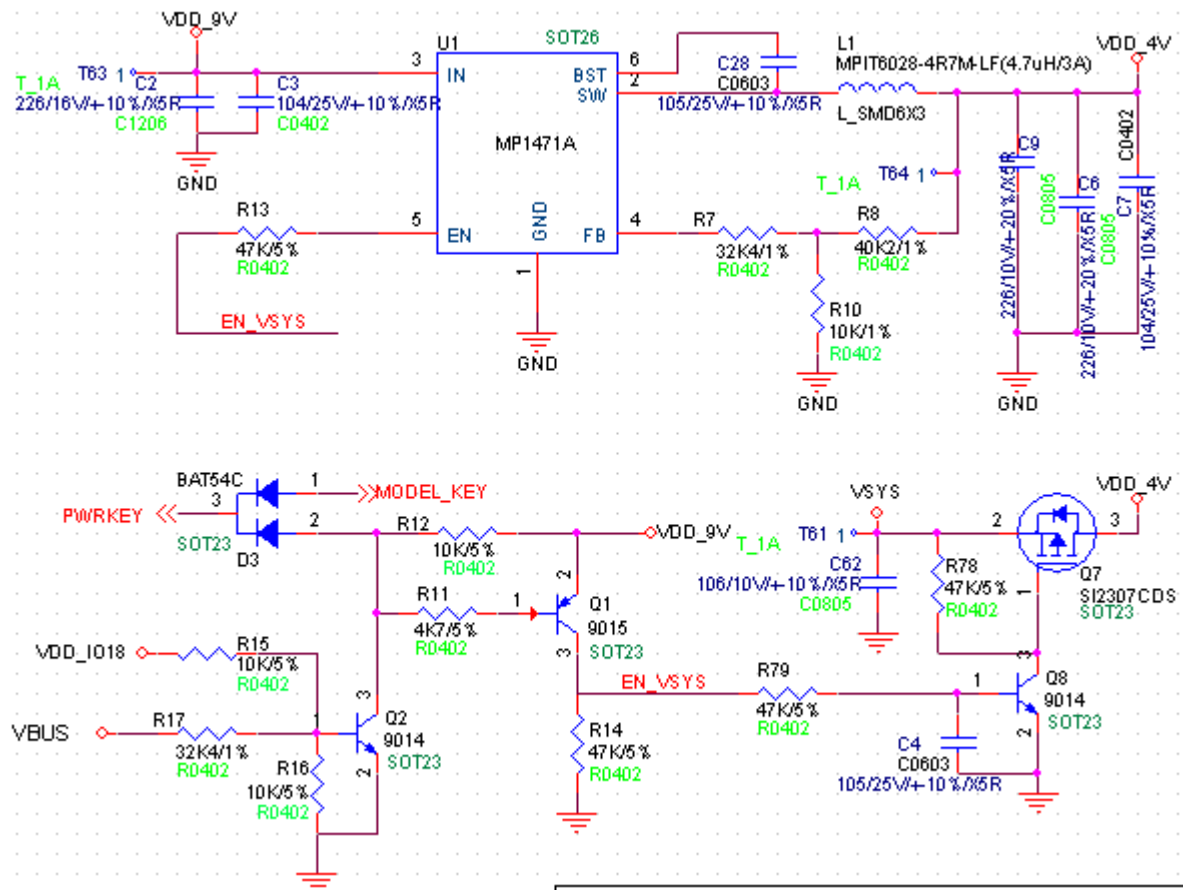 VDD_9V
U1
SOT26
L1
MPIT6028-4R7M-LF(4.7uH/3A)
VDD_4V
T63 1
T_1A
C2
226/16V/+-10%/X5R
C1206
C3
104/25V/+-10%/X5R
C0402
3
IN
BST
SW
6
2
C28
C0603
105/25V/+-10%/X5R
L_SMD6X3
MP1471A
GND
T64 1
T_1A
C9
226/10V/+-20%/X5R
C0805
C6
226/10V/+-20%/X5R
C0805
C0402
C7
104/25V/+-10%/X5R
R13
47K/5%
R0402
5
EN
GND
FB
4
1
R7
32K4/1%
R0402
R8
40K2/1%
R0402
R10
10K/1%
R0402
EN_VSYS
GND
GND
GND
BAT54C
1
MODEL_KEY
PWRKEY
3
2
SOT23
D3
R12
10K/5%
R0402
VDD_9V
T_1A
T61 1
VSYS
2
3
VDD_4V
C62
106/10V/+-10%/X5R
C0805
R78
47K/5%
R0402
1
Q7
SI2307CDS
SOT23
R11
4K7/5%
R0402
1
2
Q1
9015
SOT23
3
VDD_IO18
R15
10K/5%
R0402
VBUS
R17
32K4/1%
R0402
1
3
Q2
9014
SOT23
2
R16
10K/5%
R0402
EN_VSYS
R14
47K/5%
R0402
R79
47K/5%
R0402
1
3
Q8
9014
SOT23
2
C4
C0603
105/25V/+-10%/X5R